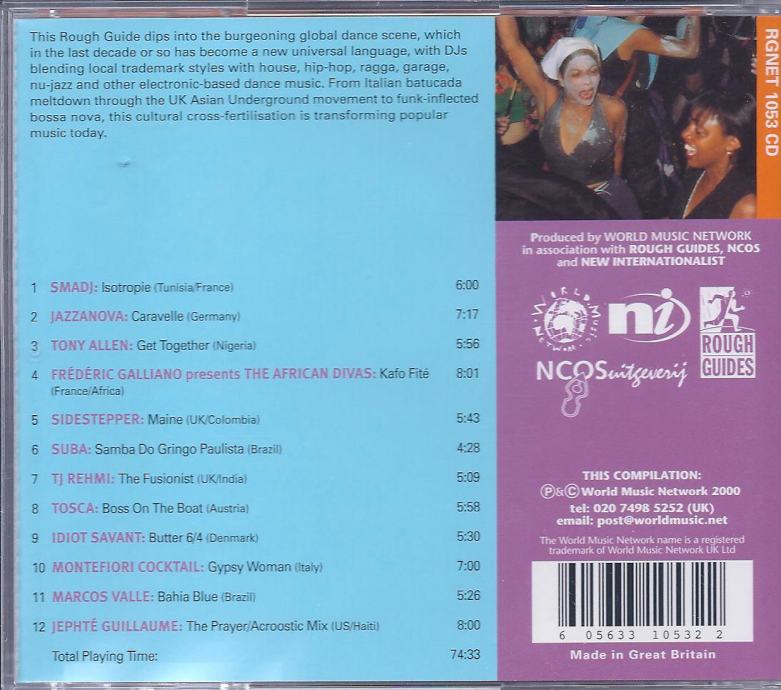 This Rough Guide dips into the burgeoning global dance scene, which
in the last decade or so has become a new universal language, with DJs
blending local trademark styles with house, hip-hop, ragga, garage,
nu-jazz and other electronic-based dance music. From Italian batucada
meltdown through the UK Asian Underground movement to funk-inflected
bossa nova, this cultural cross-fertilisation is transforming popular
music today.
1 SMADJ: Isotropie (Tunisia/France) 6:00
2 JAZZANOVA: Caravelle (Germany) 7:17
3 TONY ALLEN: Get Together (Nigeria) 5:56
4 FRÉDÉRIC GALLIANO presents THE AFRICAN DIVAS: Kafo Fité 8:01
(France/Africa)
5 SIDESTEPPER: Maine (UK/Colombia) 5:43
6 SUBA: Samba Do Gringo Paulista (Brazil) 4:28
7 TJ REHMI: The Fusionist (UK/India) 5:09
8 TOSCA: Boss On The Boat (Austria) 5:58
9 IDIOT SAVANT: Butter 6/4 (Denmark) 5:30
10 MONTEFIORI COCKTAIL: Gypsy Woman (Italy) 7:00
11 MARCOS VALLE: Bahia Blue (Brazil) 5:26
12 JEPHTÉ GUILLAUME: The Prayer/Acroostic Mix (US/Haiti) 8:00
Total Playing Time: 74:33
RGNET 1053 CD
Produced by WORLD MUSIC NETWORK
in association with ROUGH GUIDES, NCOS
and NEW INTERNATIONALIST
WORLD MUSIC NETWORK
ni
ROUGH
GUIDES
NCOSuitgeverij
THIS COMPILATION:
Ⓟ&© World Music Network 2000
tel: 020 7498 5252 (UK)
email: post@worldmusic.net
The World Music Network name is a registered
trademark of World Music Network UK Ltd
6 05633 10532 2
Made in Great Britain